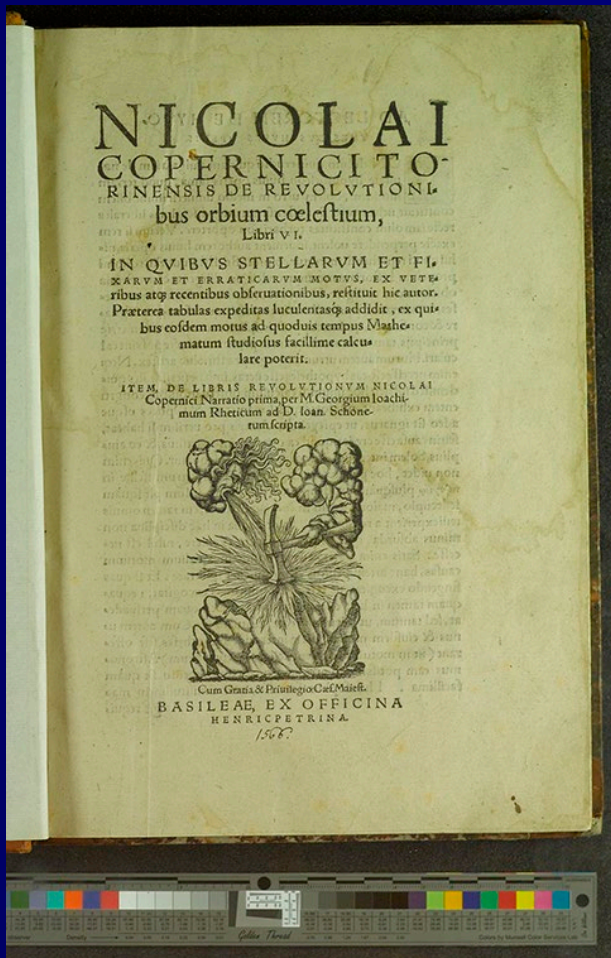 NICOLAI
COPERNICI TO-
RINENSIS DE REVOLVTIONI-
bus orbium cœleſtium,
Libri VI.
IN QVIBVS STELLARVM ET FI-
XARVM ET ERRATICARVM MOTVS, EX VETE-
ribus atq; recentibus obſeruationibus, reſtituit hic autor.
Præterea tabulas expeditas luculentasq; addidit, ex qui-
bus eoſdem motus ad quoduis tempus Mathe-
matum ſtudioſus facillime calcu-
lare poterit.
ITEM, DE LIBRIS REVOLVTIONVM NICOLAI
Copernici Narratio prima, per M. Georgium Ioachi-
mum Rheticum ad D. Ioan. Schone-
rum ſcripta.
Cum Gratia & Priuilegio Cæſ. Maieſt.
BASILEAE, EX OFFICINA
HENRICPETRINA.
1566.
Golden Thread